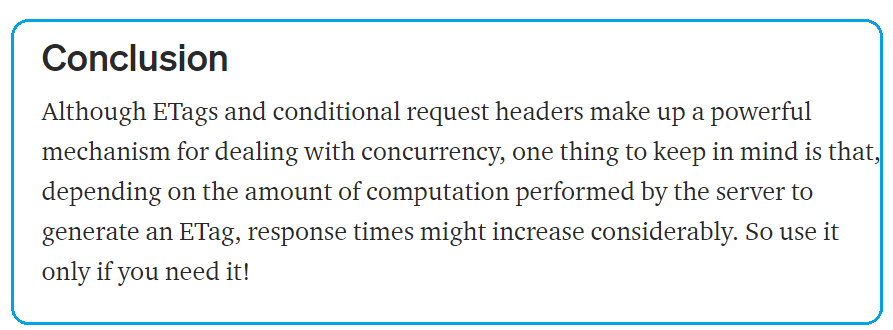 Conclusion
Although ETags and conditional request headers make up a powerful
mechanism for dealing with concurrency, one thing to keep in mind is that,
depending on the amount of computation performed by the server to
generate an ETag, response times might increase considerably. So use it
only if you need it!